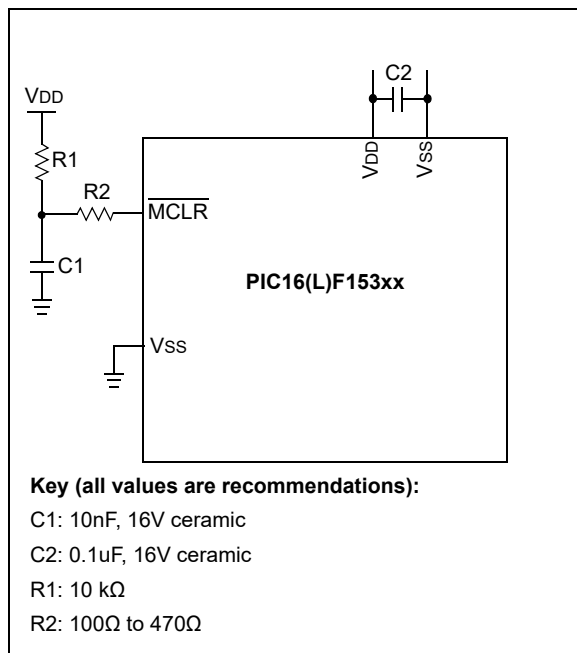 C2
VDD
R1
R2
C1
MCLR
VDD
VSS
PIC16(L)F153xx
VSS
Key (all values are recommendations):
C1: 10nF, 16V ceramic
C2: 0.1uF, 16V ceramic
R1: 10 kΩ
R2: 100Ω to 470Ω